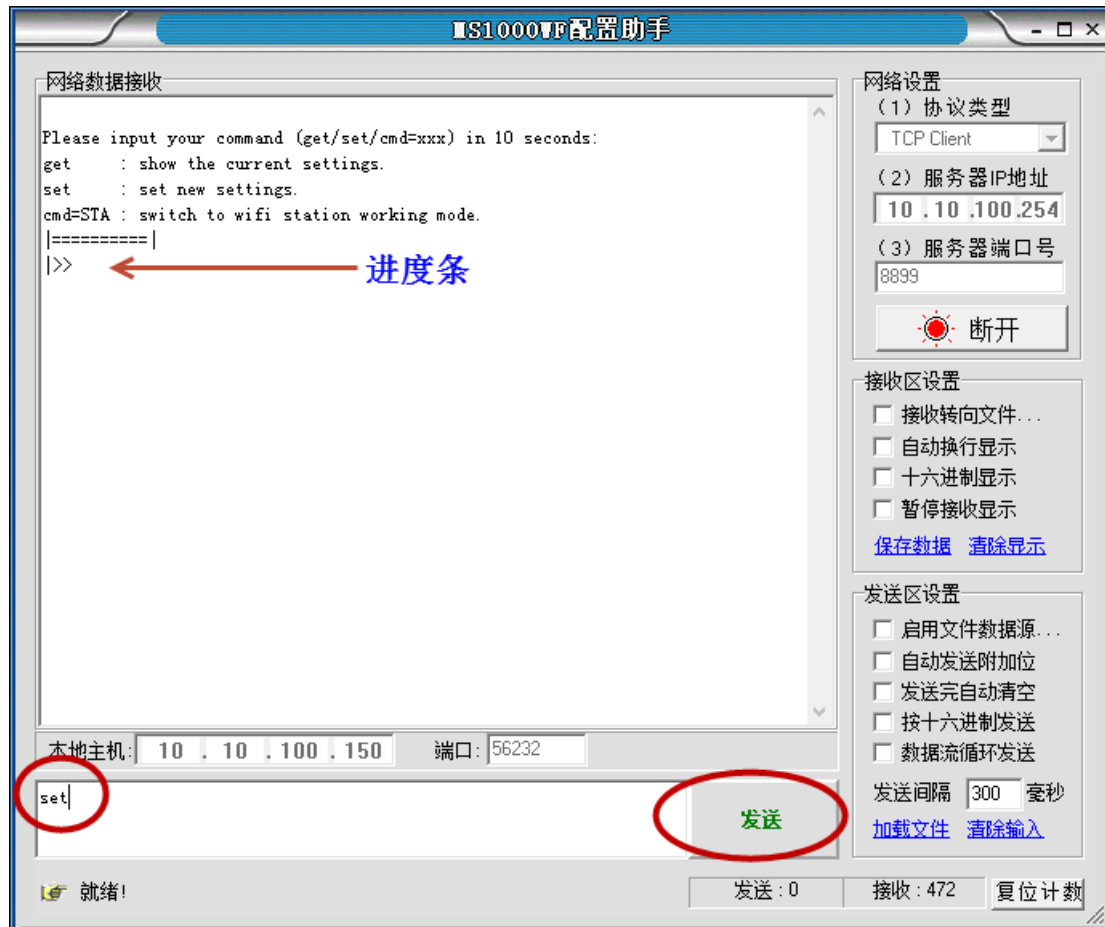 MS1000WF配置助手
网络数据接收
Please input your command (get/set/cmd=xxx) in 10 seconds:
get : show the current settings.
set : set new settings.
cmd=STA : switch to wifi station working mode.
|==========|
|>>
进度条
本地主机: 10 . 10 . 100 . 150 端口: 56232
set
发送
就绪!
发送 : 0 接收 : 472 复位计数
网络设置
(1) 协议类型
TCP Client
(2) 服务器IP地址
10 . 10 .100 .254
(3) 服务器端口号
8899
断开
接收区设置
接收转向文件...
自动换行显示
十六进制显示
暂停接收显示
保存数据 清除显示
发送区设置
启用文件数据源...
自动发送附加位
发送完自动清空
按十六进制发送
数据流循环发送
发送间隔 300 毫秒
加载文件 清除输入